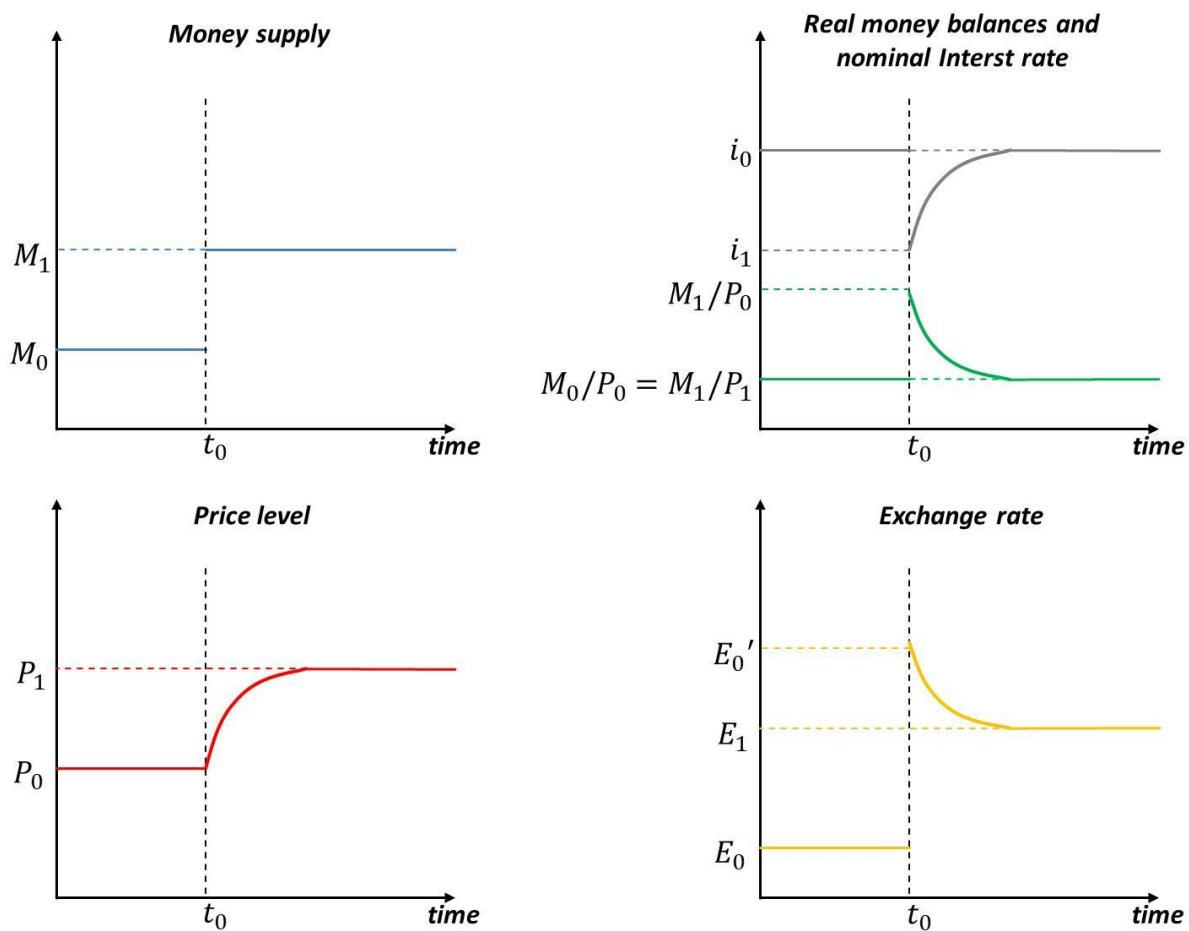 Money supply
M₁
M₀
t₀
time
Real money balances and
nominal Interst rate
i₀
i₁
M₁/P₀
M₀/P₀ = M₁/P₁
t₀
time
Price level
P₁
P₀
t₀
time
Exchange rate
E₀′
E₁
E₀
t₀
time